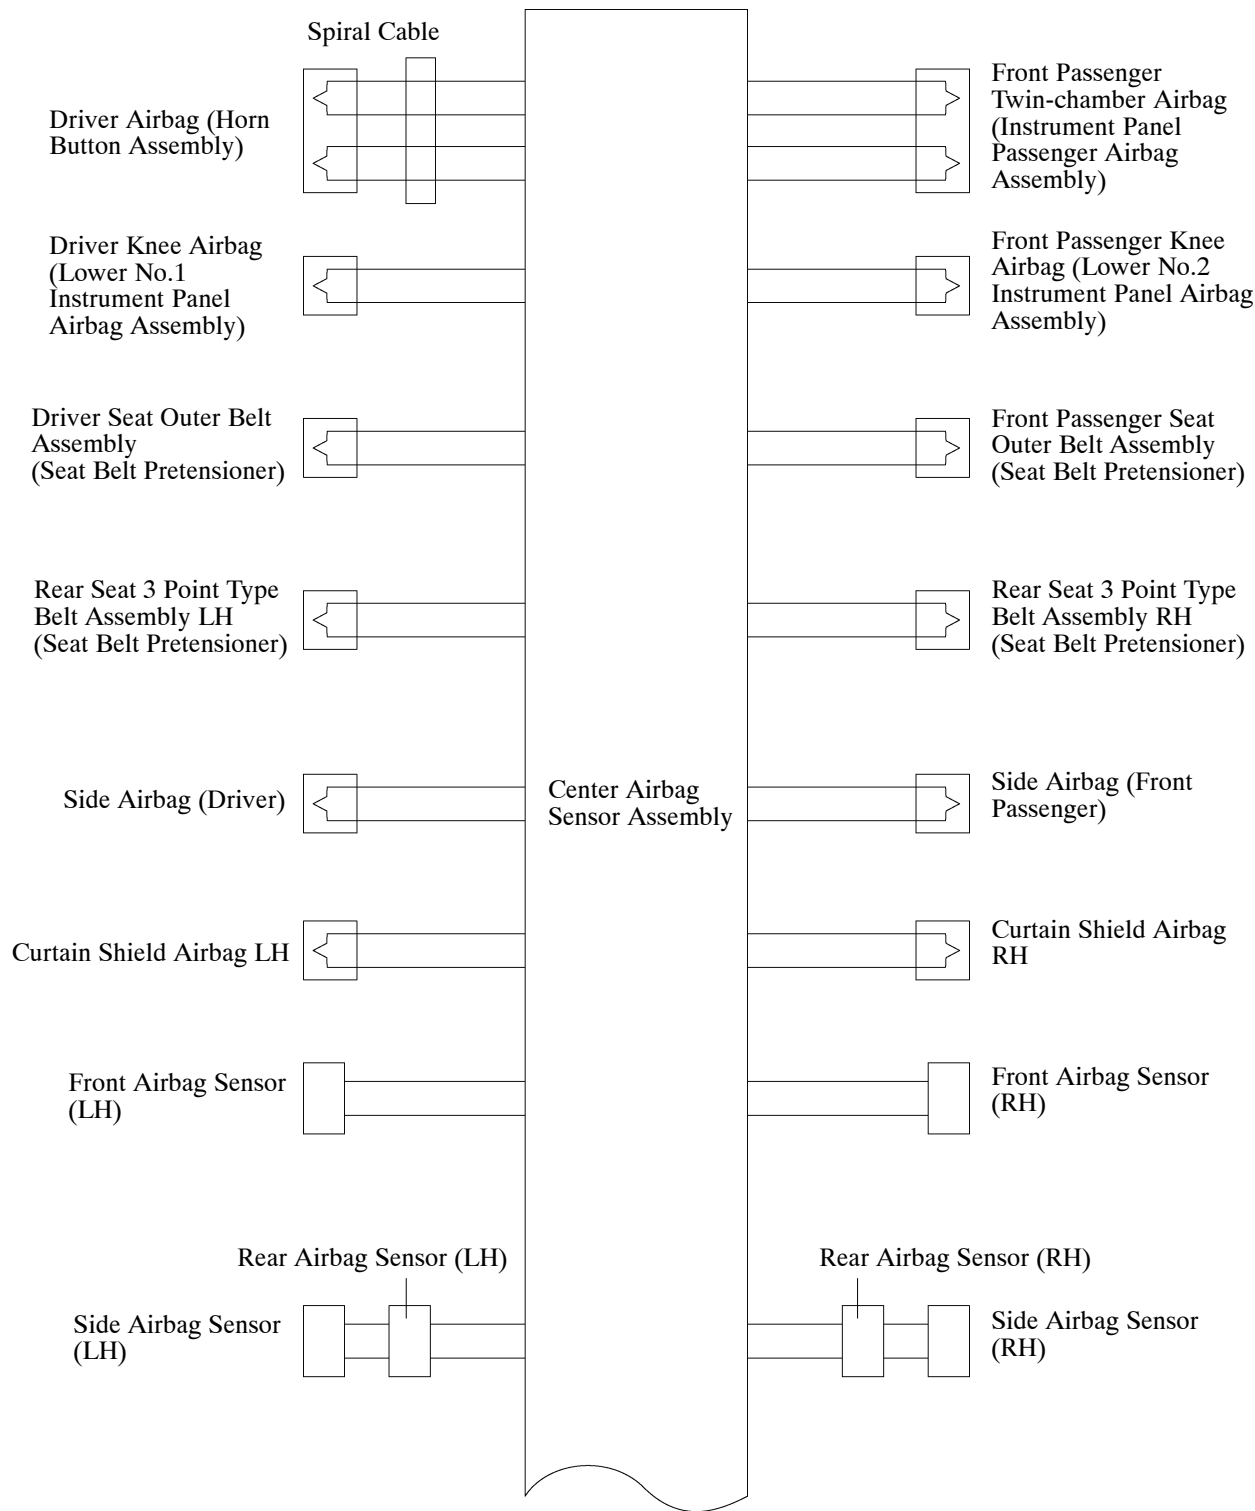 Spiral Cable
Driver Airbag (Horn
Button Assembly)
Front Passenger
Twin-chamber Airbag
(Instrument Panel
Passenger Airbag
Assembly)
Driver Knee Airbag
(Lower No.1
Instrument Panel
Airbag Assembly)
Front Passenger Knee
Airbag (Lower No.2
Instrument Panel Airbag
Assembly)
Driver Seat Outer Belt
Assembly
(Seat Belt Pretensioner)
Front Passenger Seat
Outer Belt Assembly
(Seat Belt Pretensioner)
Rear Seat 3 Point Type
Belt Assembly LH
(Seat Belt Pretensioner)
Rear Seat 3 Point Type
Belt Assembly RH
(Seat Belt Pretensioner)
Side Airbag (Driver)
Center Airbag
Sensor Assembly
Side Airbag (Front
Passenger)
Curtain Shield Airbag LH
Curtain Shield Airbag
RH
Front Airbag Sensor
(LH)
Front Airbag Sensor
(RH)
Rear Airbag Sensor (LH)
Rear Airbag Sensor (RH)
Side Airbag Sensor
(LH)
Side Airbag Sensor
(RH)